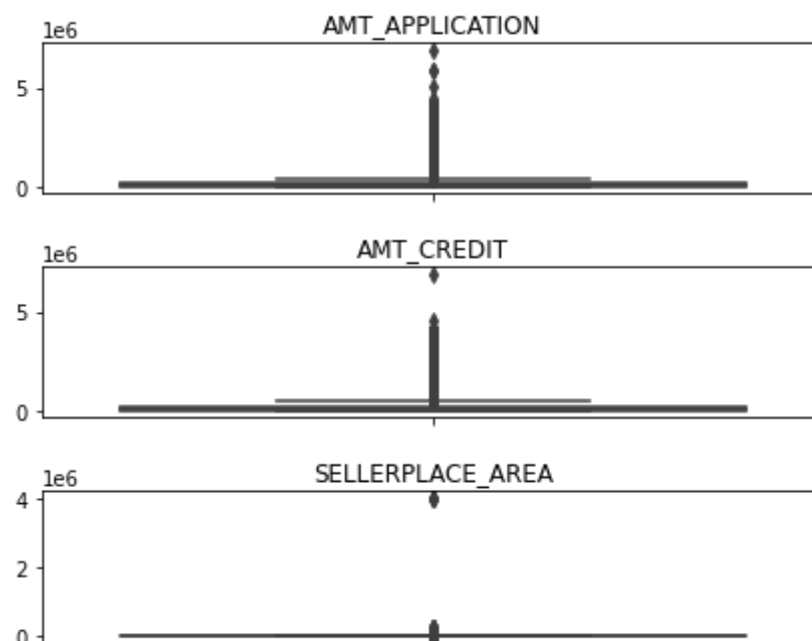 AMT_APPLICATION
1e6
5
0
AMT_CREDIT
1e6
5
0
SELLERPLACE_AREA
1e6
4
2
0